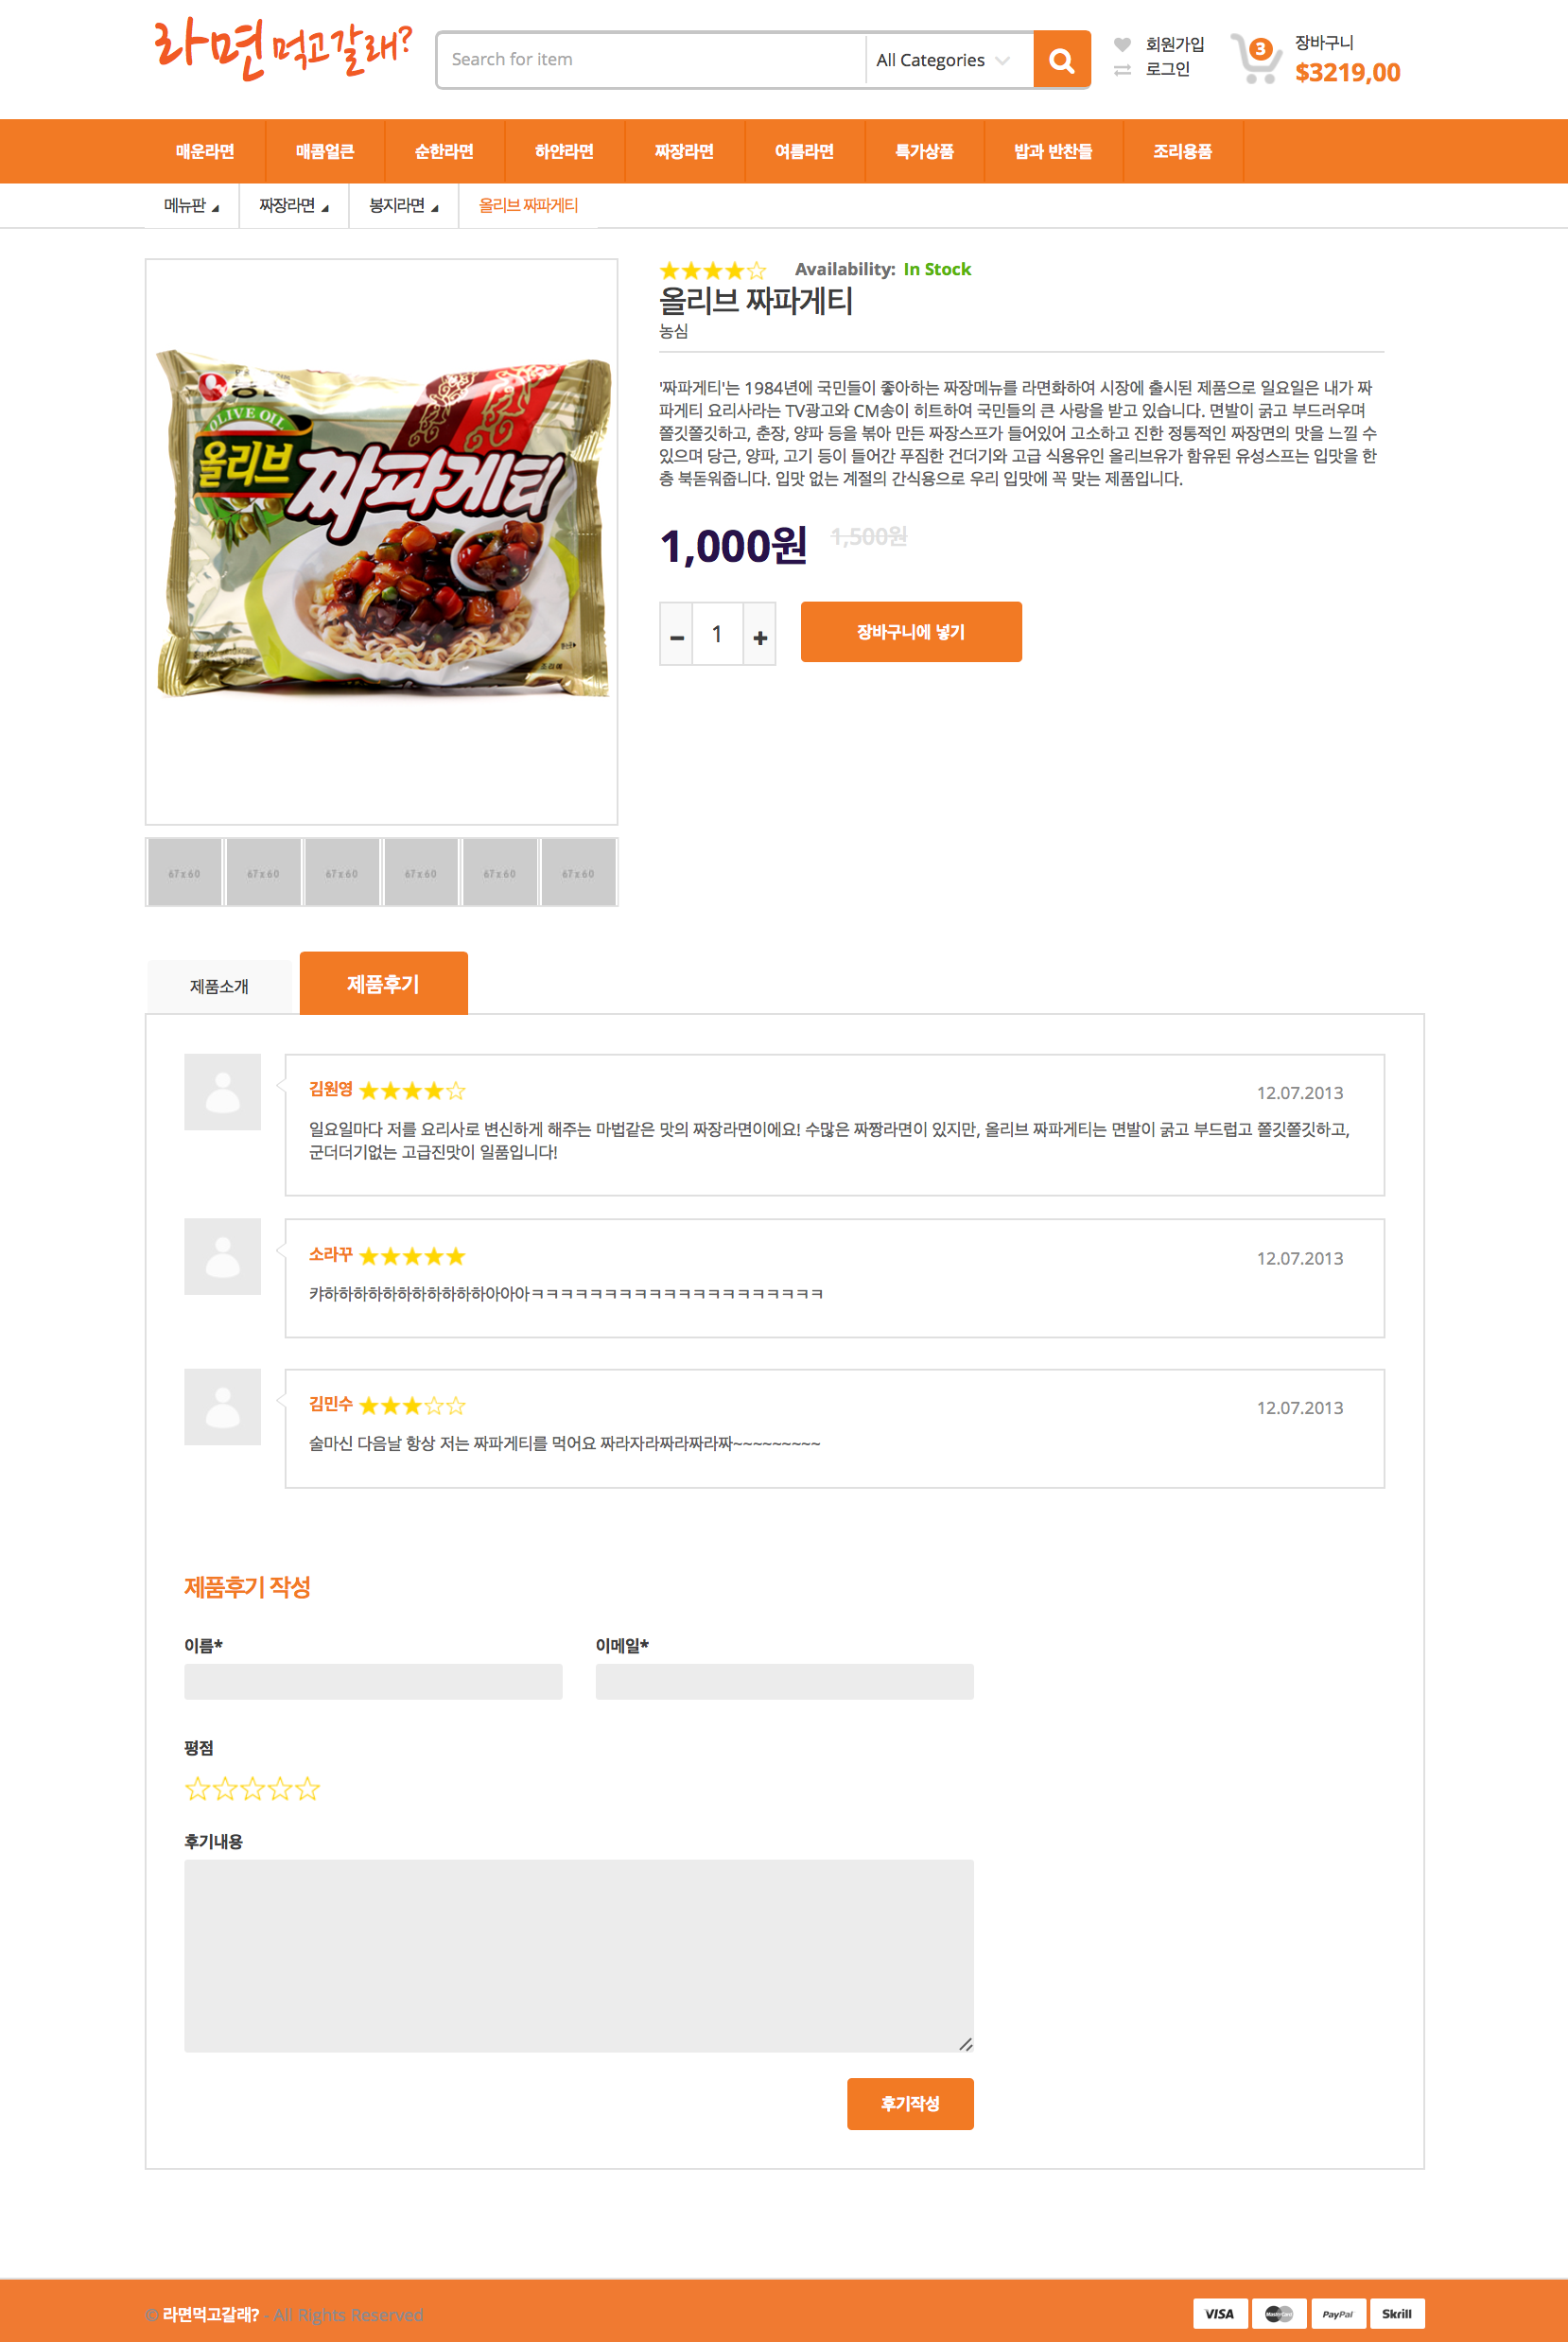 라면 먹고갈래?
Search for item
All Categories
회원가입
로그인
3
장바구니
$3219,00
매운라면 매콤얼큰 순한라면 하얀라면 짜장라면 여름라면 특가상품 밥과 반찬들 조리용품
메뉴판 짜장라면 봉지라면 올리브 짜파게티
Availability: In Stock
올리브 짜파게티
농심
'짜파게티'는 1984년에 국민들이 좋아하는 짜장메뉴를 라면화하여 시장에 출시된 제품으로 일요일은 내가 짜
파게티 요리사라는 TV광고와 CM송이 히트하여 국민들의 큰 사랑을 받고 있습니다. 면발이 굵고 부드러우며
쫄깃쫄깃하고, 춘장, 양파 등을 볶아 만든 짜장스프가 들어있어 고소하고 진한 정통적인 짜장면의 맛을 느낄 수
있으며 당근, 양파, 고기 등이 들어간 푸짐한 건더기와 고급 식용유인 올리브유가 함유된 유성스프는 입맛을 한
층 북돋워줍니다. 입맛 없는 계절의 간식용으로 우리 입맛에 꼭 맞는 제품입니다.
1,000원 1,500원
- 1 +
장바구니에 넣기
OLIVE OIL
올리브
짜파게티
조리예
67x60 67x60 67x60 67x60 67x60 67x60
제품소개 제품후기
김원영 12.07.2013
일요일마다 저를 요리사로 변신하게 해주는 마법같은 맛의 짜장라면이에요! 수많은 짜짱라면이 있지만, 올리브 짜파게티는 면발이 굵고 부드럽고 쫄깃쫄깃하고,
군더더기없는 고급진맛이 일품입니다!
소라꾸 12.07.2013
캬하하하하하하하하하하하아아아ㅋㅋㅋㅋㅋㅋㅋㅋㅋㅋㅋㅋㅋㅋㅋㅋㅋㅋㅋㅋ
김민수 12.07.2013
술마신 다음날 항상 저는 짜파게티를 먹어요 짜라자라짜라짜라짜~~~~~~~~~
제품후기 작성
이름* 이메일*
평점
후기내용
후기작성
© 라면먹고갈래? - All Rights Reserved
VISA MasterCard PayPal Skrill